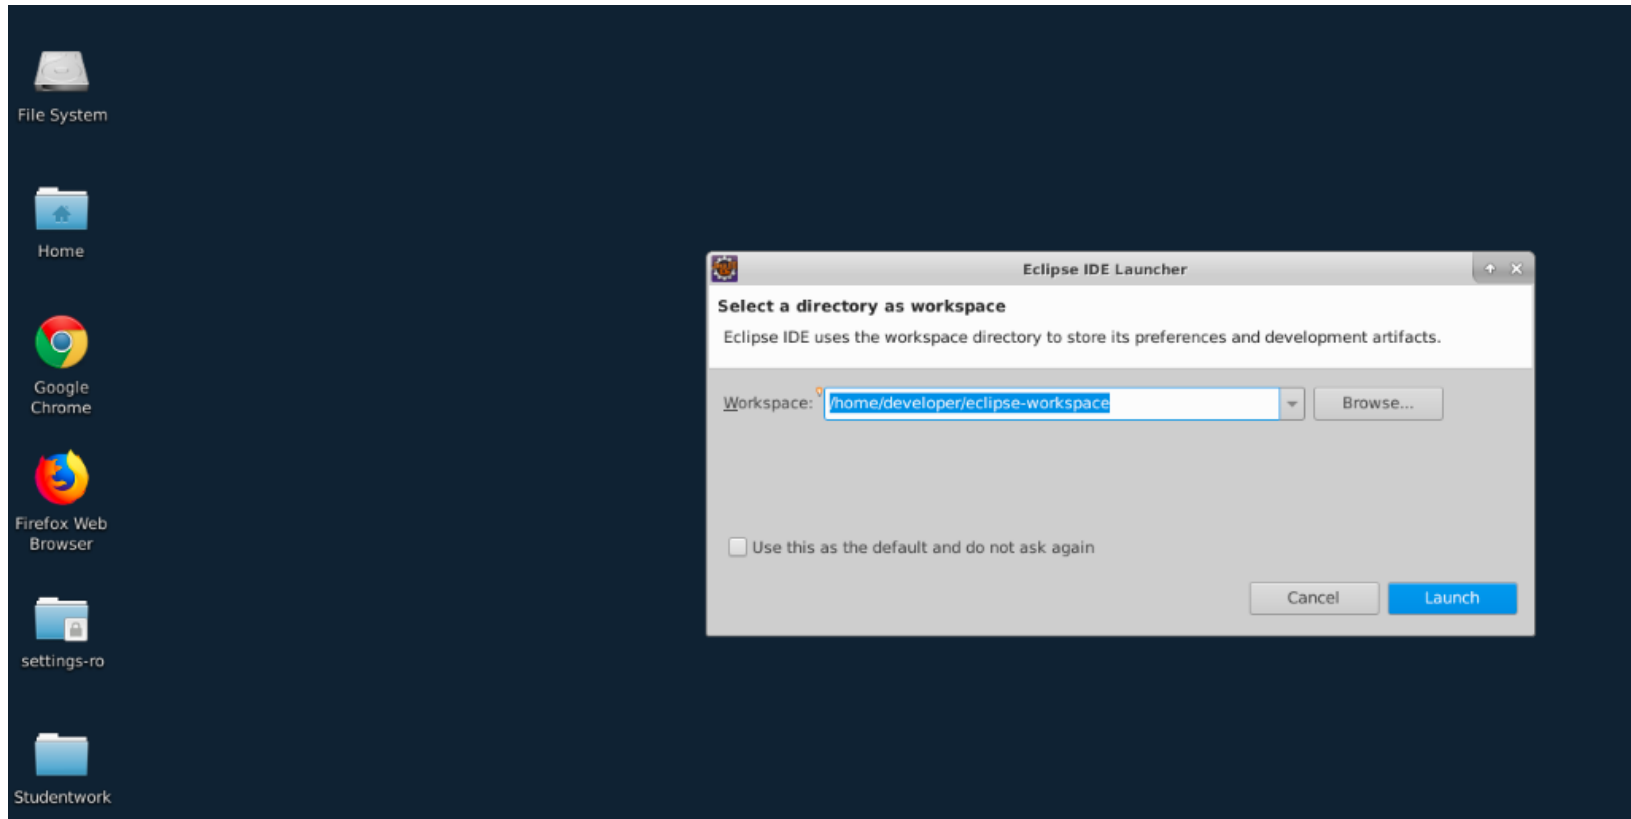 File System
Home
Google
Chrome
Firefox Web
Browser
settings-ro
Studentwork
Eclipse IDE Launcher
Select a directory as workspace
Eclipse IDE uses the workspace directory to store its preferences and development artifacts.
Workspace: /home/developer/eclipse-workspace Browse...
Use this as the default and do not ask again
Cancel Launch